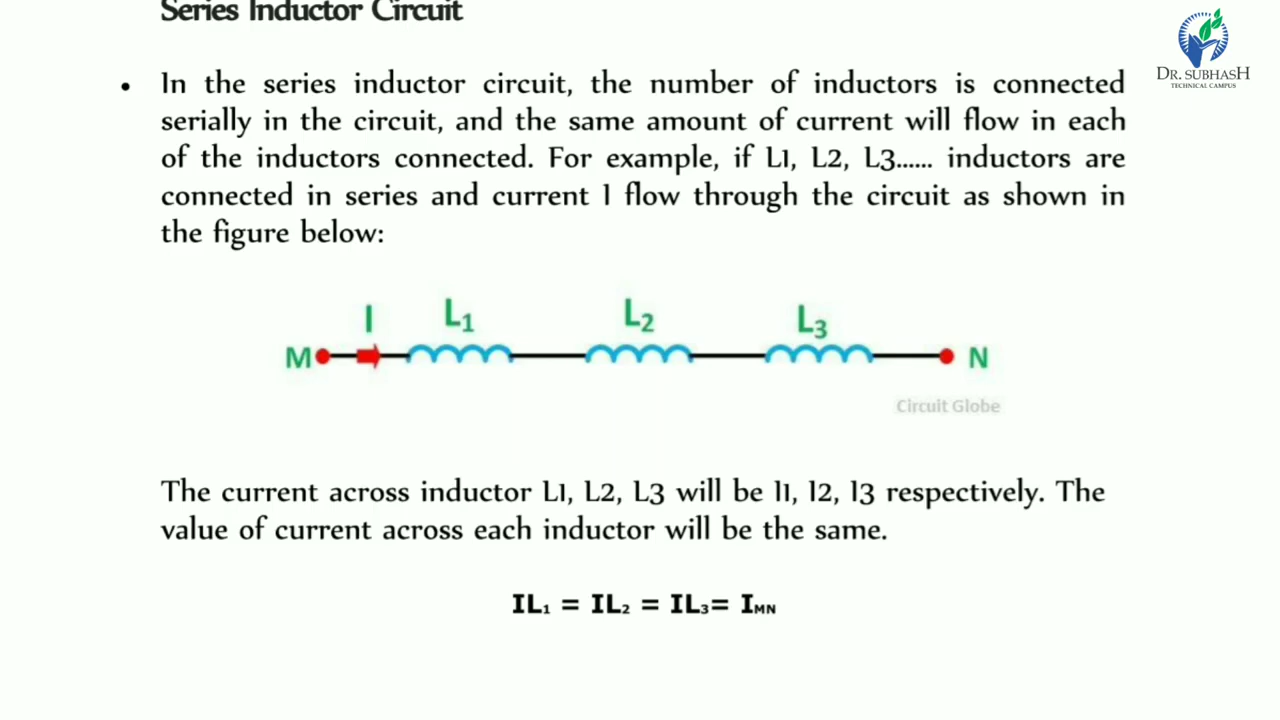 Series Inductor Circuit
DR. SUBHASH
TECHNICAL CAMPUS
• In the series inductor circuit, the number of inductors is connected
serially in the circuit, and the same amount of current will flow in each
of the inductors connected. For example, if L1, L2, L3...... inductors are
connected in series and current I flow through the circuit as shown in
the figure below:
I L1 L2 L3
M N
Circuit Globe
The current across inductor L1, L2, L3 will be I1, I2, I3 respectively. The
value of current across each inductor will be the same.
IL1 = IL2 = IL3= IMN